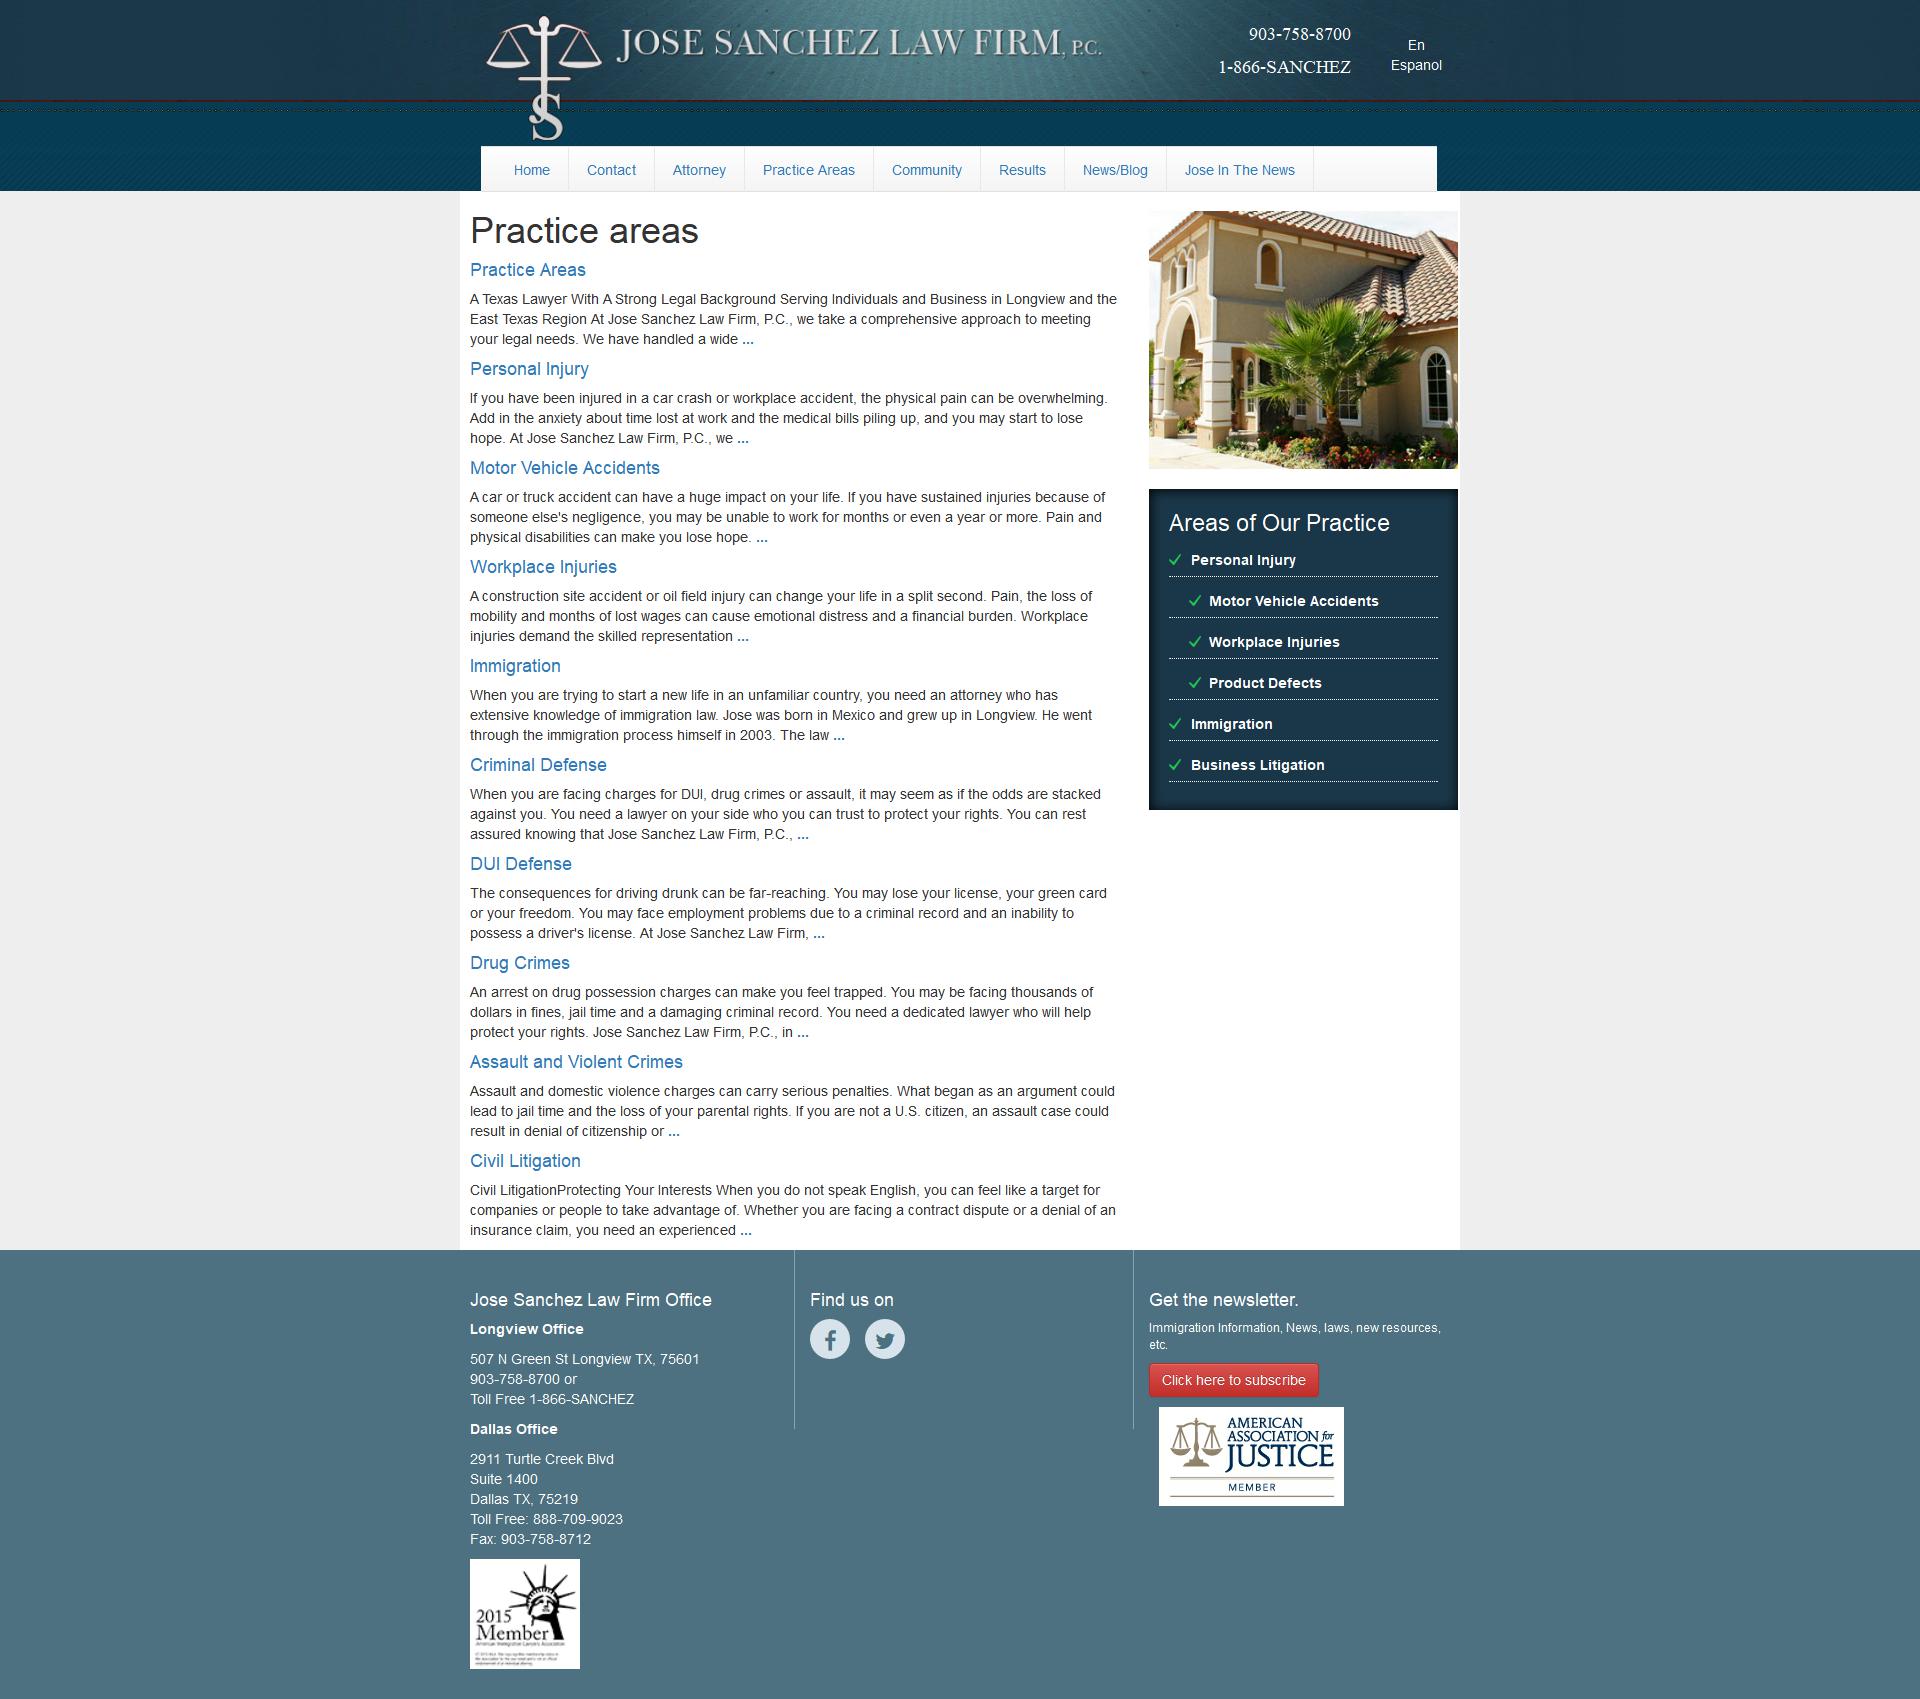 JS
JOSE SANCHEZ LAW FIRM, P.C.
903-758-8700
1-866-SANCHEZ
En
Espanol
Home
Contact
Attorney
Practice Areas
Community
Results
News/Blog
Jose In The News
Practice areas
Practice Areas
A Texas Lawyer With A Strong Legal Background Serving Individuals and Business in Longview and the
East Texas Region At Jose Sanchez Law Firm, P.C., we take a comprehensive approach to meeting
your legal needs. We have handled a wide ...
Personal Injury
If you have been injured in a car crash or workplace accident, the physical pain can be overwhelming.
Add in the anxiety about time lost at work and the medical bills piling up, and you may start to lose
hope. At Jose Sanchez Law Firm, P.C., we ...
Motor Vehicle Accidents
A car or truck accident can have a huge impact on your life. If you have sustained injuries because of
someone else's negligence, you may be unable to work for months or even a year or more. Pain and
physical disabilities can make you lose hope. ...
Workplace Injuries
A construction site accident or oil field injury can change your life in a split second. Pain, the loss of
mobility and months of lost wages can cause emotional distress and a financial burden. Workplace
injuries demand the skilled representation ...
Immigration
When you are trying to start a new life in an unfamiliar country, you need an attorney who has
extensive knowledge of immigration law. Jose was born in Mexico and grew up in Longview. He went
through the immigration process himself in 2003. The law ...
Criminal Defense
When you are facing charges for DUI, drug crimes or assault, it may seem as if the odds are stacked
against you. You need a lawyer on your side who you can trust to protect your rights. You can rest
assured knowing that Jose Sanchez Law Firm, P.C., ...
DUI Defense
The consequences for driving drunk can be far-reaching. You may lose your license, your green card
or your freedom. You may face employment problems due to a criminal record and an inability to
possess a driver's license. At Jose Sanchez Law Firm, ...
Drug Crimes
An arrest on drug possession charges can make you feel trapped. You may be facing thousands of
dollars in fines, jail time and a damaging criminal record. You need a dedicated lawyer who will help
protect your rights. Jose Sanchez Law Firm, P.C., in ...
Assault and Violent Crimes
Assault and domestic violence charges can carry serious penalties. What began as an argument could
lead to jail time and the loss of your parental rights. If you are not a U.S. citizen, an assault case could
result in denial of citizenship or ...
Civil Litigation
Civil LitigationProtecting Your Interests When you do not speak English, you can feel like a target for
companies or people to take advantage of. Whether you are facing a contract dispute or a denial of an
insurance claim, you need an experienced ...
Areas of Our Practice
Personal Injury
Motor Vehicle Accidents
Workplace Injuries
Product Defects
Immigration
Business Litigation
Jose Sanchez Law Firm Office
Longview Office
507 N Green St Longview TX, 75601
903-758-8700 or
Toll Free 1-866-SANCHEZ
Dallas Office
2911 Turtle Creek Blvd
Suite 1400
Dallas TX, 75219
Toll Free: 888-709-9023
Fax: 903-758-8712
2015
Member
American Immigration Lawyers Association
Find us on
Get the newsletter.
Immigration Information, News, laws, new resources,
etc.
Click here to subscribe
AMERICAN
ASSOCIATION for
JUSTICE
MEMBER